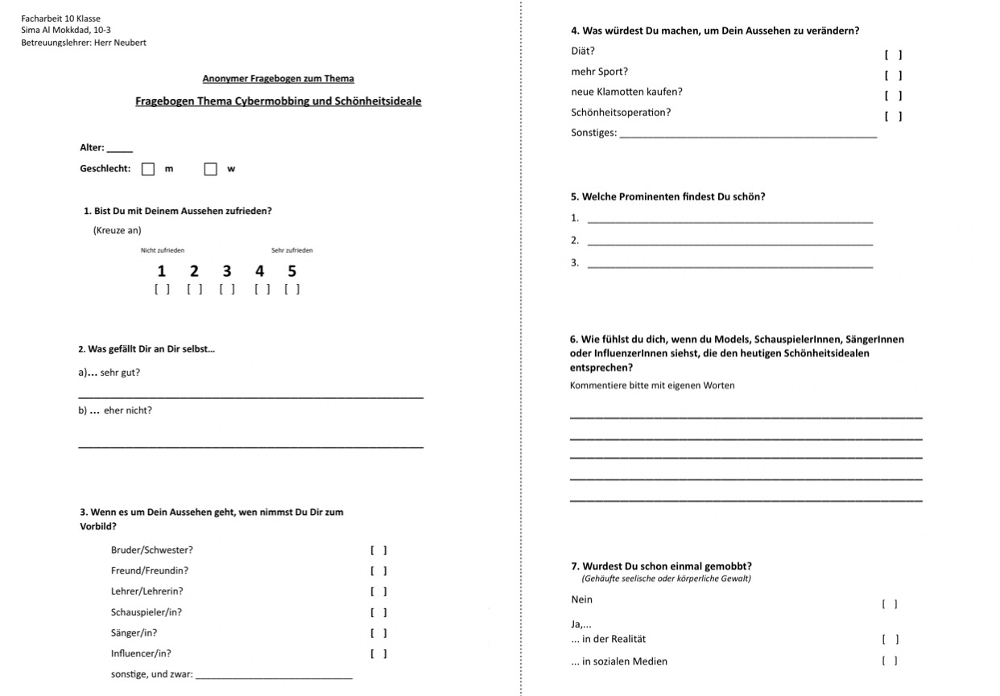 Facharbeit 10 Klasse
Sima Al Mokkdad, 10-3
Betreuungslehrer: Herr Neubert
Anonymer Fragebogen zum Thema
Fragebogen Thema Cybermobbing und Schönheitsideale
Alter: _____
Geschlecht: ☐ m ☐ w
1. Bist Du mit Deinem Aussehen zufrieden?
(Kreuze an)
Nicht zufrieden Sehr zufrieden
1 2 3 4 5
[ ] [ ] [ ] [ ] [ ]
2. Was gefällt Dir an Dir selbst...
a)... sehr gut?
_______________________________________________
b) ... eher nicht?
_______________________________________________
3. Wenn es um Dein Aussehen geht, wen nimmst Du Dir zum
Vorbild?
Bruder/Schwester? [ ]
Freund/Freundin? [ ]
Lehrer/Lehrerin? [ ]
Schauspieler/in? [ ]
Sänger/in? [ ]
Influencer/in? [ ]
sonstige, und zwar: ______________________________
4. Was würdest Du machen, um Dein Aussehen zu verändern?
Diät? [ ]
mehr Sport? [ ]
neue Klamotten kaufen? [ ]
Schönheitsoperation? [ ]
Sonstiges: _______________________________________________
5. Welche Prominenten findest Du schön?
1. _______________________________________________
2. _______________________________________________
3. _______________________________________________
6. Wie fühlst du dich, wenn du Models, SchauspielerInnen, SängerInnen
oder InfluenzerInnen siehst, die den heutigen Schönheitsidealen
entsprechen?
Kommentiere bitte mit eigenen Worten
_______________________________________________
_______________________________________________
_______________________________________________
_______________________________________________
_______________________________________________
7. Wurdest Du schon einmal gemobbt?
(Gehäufte seelische oder körperliche Gewalt)
Nein [ ]
Ja,...
... in der Realität [ ]
... in sozialen Medien [ ]